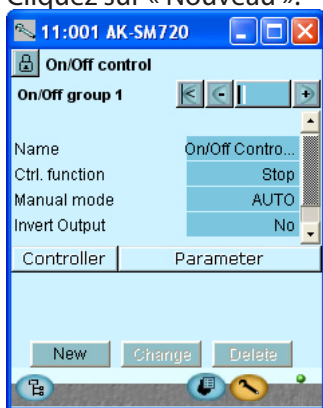 Cliquez sur « Nouveau ».
11:001 AK-SM720
On/Off control
On/Off group 1
Name On/Off Contro...
Ctrl. function Stop
Manual mode AUTO
Invert Output No
Controller Parameter
New Change Delete